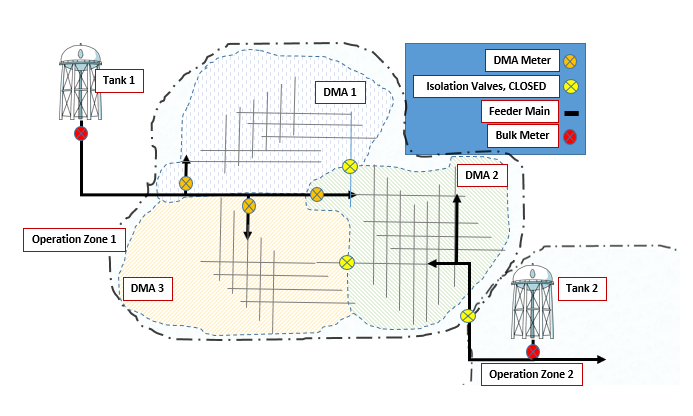 Tank 1
DMA 1
DMA Meter
Isolation Valves, CLOSED
Feeder Main
Bulk Meter
DMA 2
Operation Zone 1
DMA 3
Tank 2
Operation Zone 2